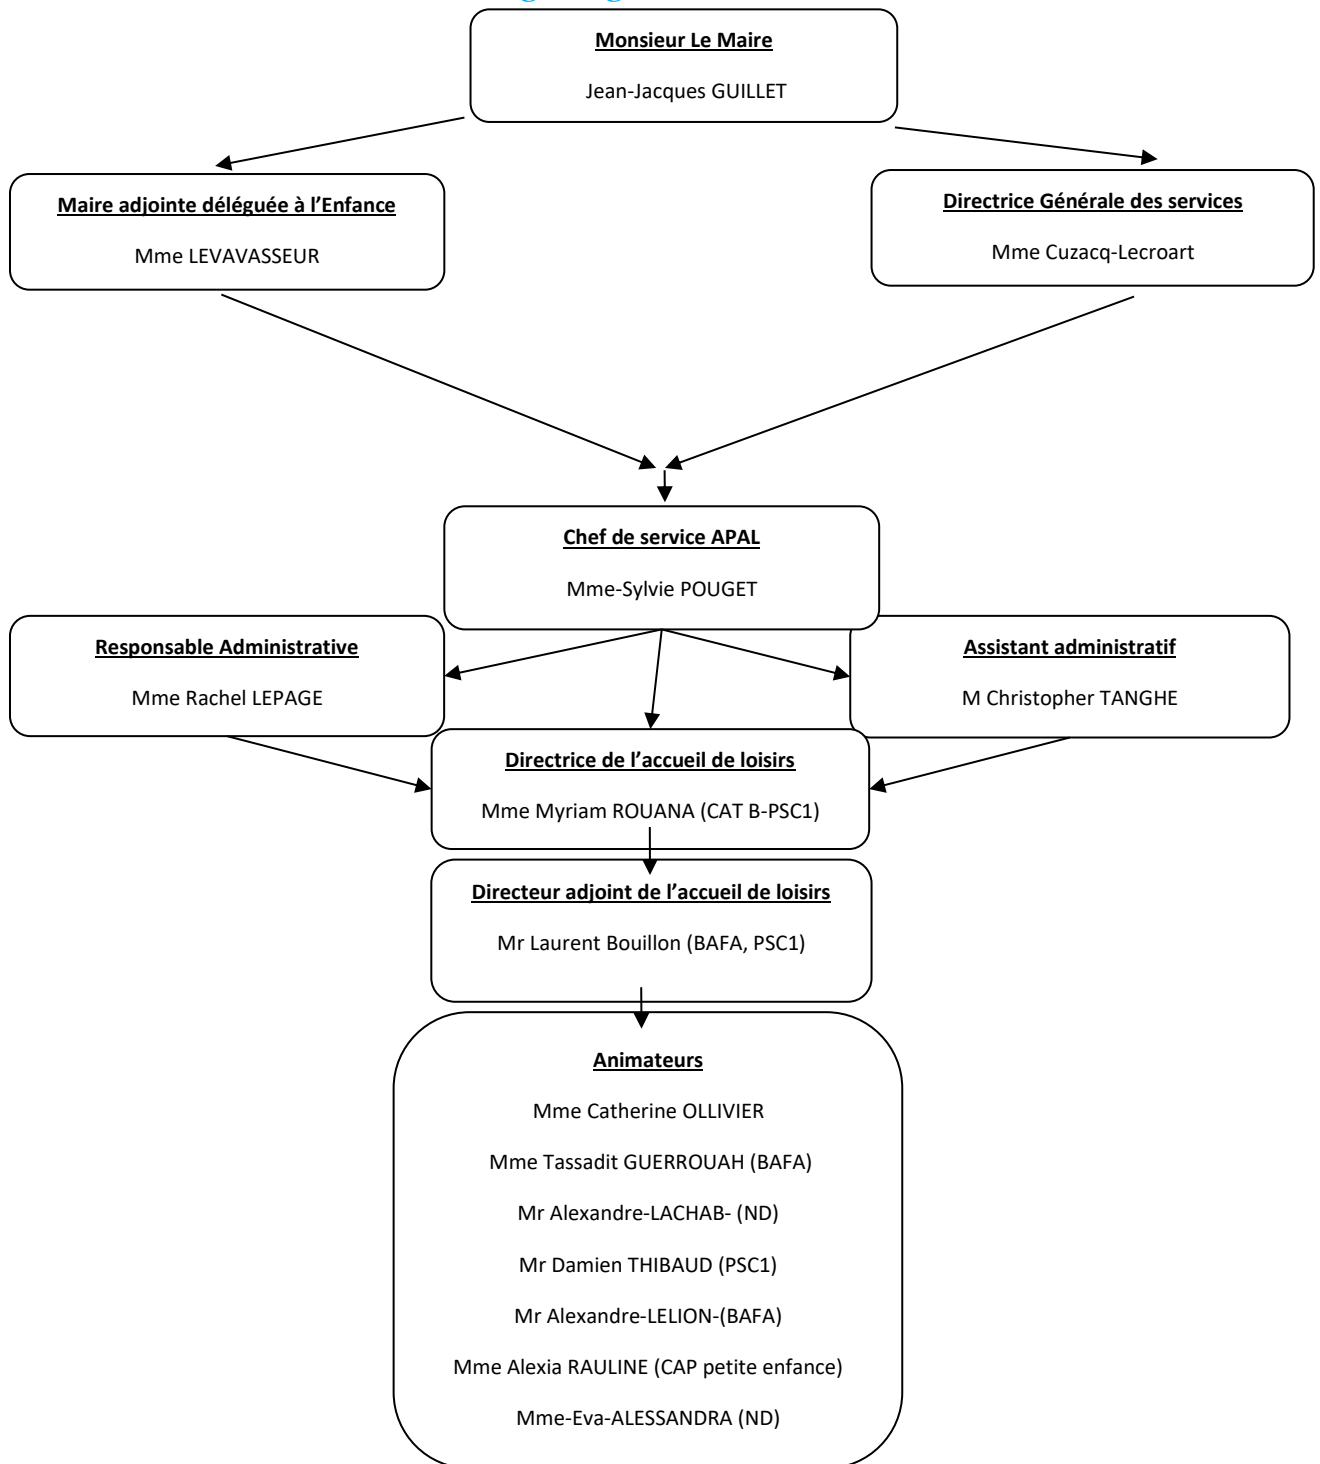 Monsieur Le Maire
Jean-Jacques GUILLET
Maire adjointe déléguée à l’Enfance
Mme LEVAVASSEUR
Directrice Générale des services
Mme Cuzacq-Lecroart
Chef de service APAL
Mme-Sylvie POUGET
Responsable Administrative
Mme Rachel LEPAGE
Assistant administratif
M Christopher TANGHE
Directrice de l’accueil de loisirs
Mme Myriam ROUANA (CAT B-PSC1)
Directeur adjoint de l’accueil de loisirs
Mr Laurent Bouillon (BAFA, PSC1)
Animateurs
Mme Catherine OLLIVIER
Mme Tassadit GUERROUAH (BAFA)
Mr Alexandre-LACHAB- (ND)
Mr Damien THIBAUD (PSC1)
Mr Alexandre-LELION-(BAFA)
Mme Alexia RAULINE (CAP petite enfance)
Mme-Eva-ALESSANDRA (ND)